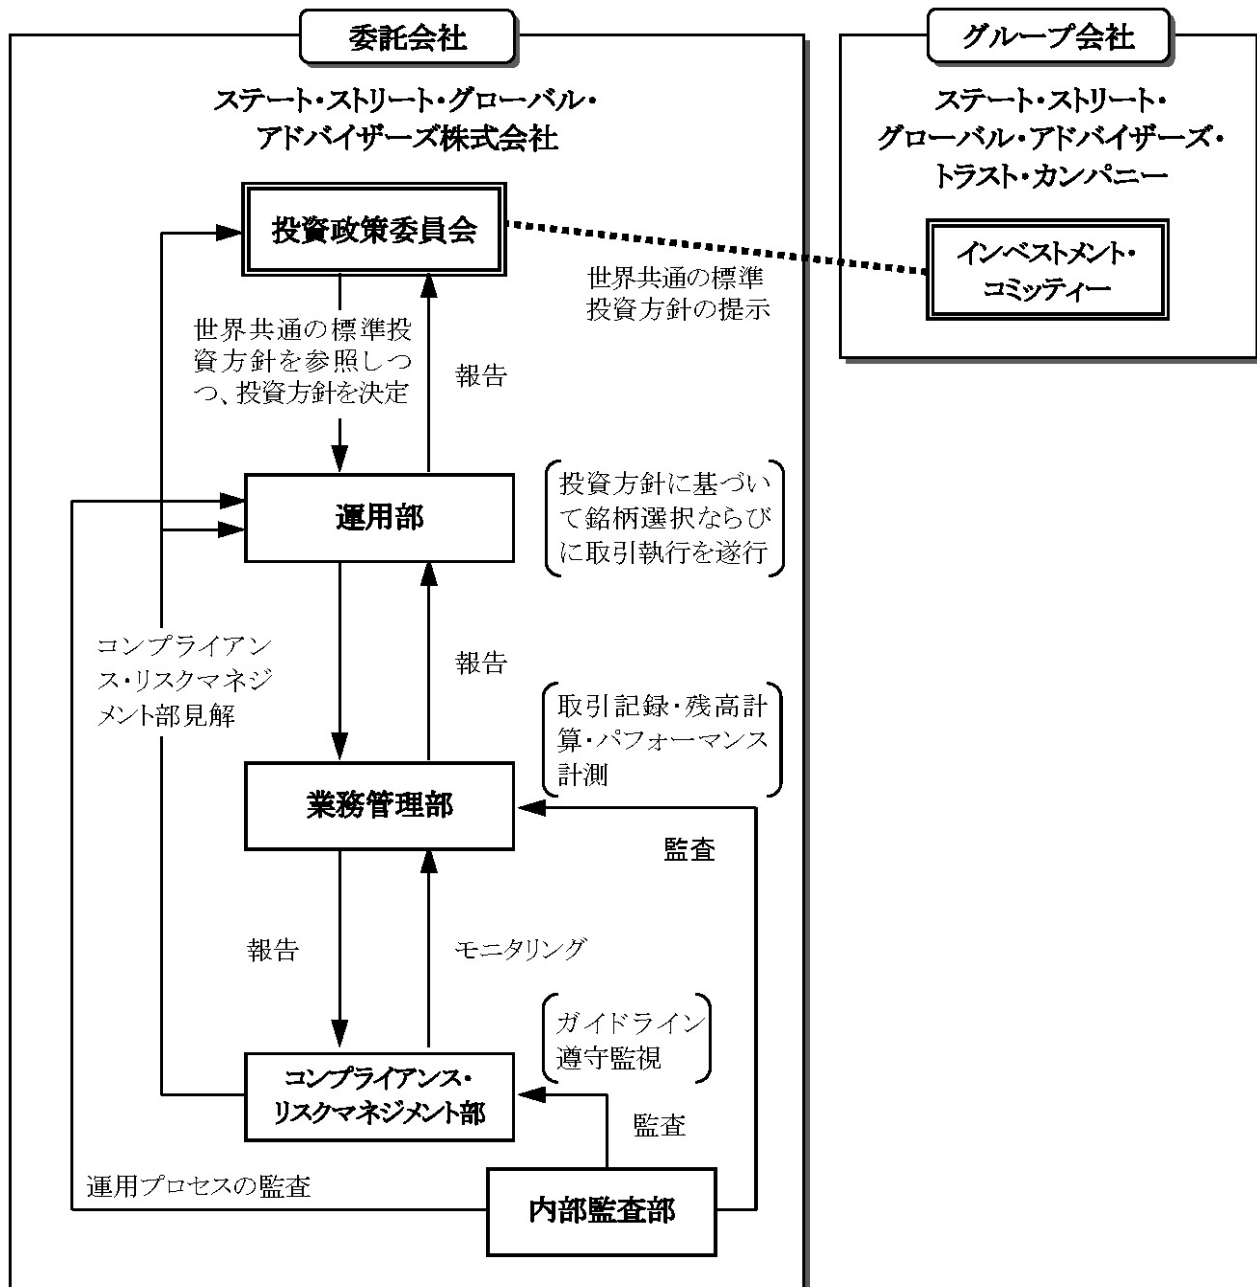 委託会社
ステート・ストリート・グローバル・
アドバイザーズ株式会社
グループ会社
ステート・ストリート・
グローバル・アドバイザーズ・
トラスト・カンパニー
投資政策委員会
インベストメント・
コミッティー
世界共通の標準
投資方針の提示
世界共通の標準投
資方針を参照しつ
つ、投資方針を決定
報告
運用部
投資方針に基づい
て銘柄選択ならび
に取引執行を遂行
コンプライアン
ス・リスクマネジ
メント部見解
報告
取引記録・残高計
算・パフォーマンス
計測
業務管理部
監査
報告
モニタリング
ガイドライン
遵守監視
コンプライアンス・
リスクマネジメント部
監査
運用プロセスの監査
内部監査部